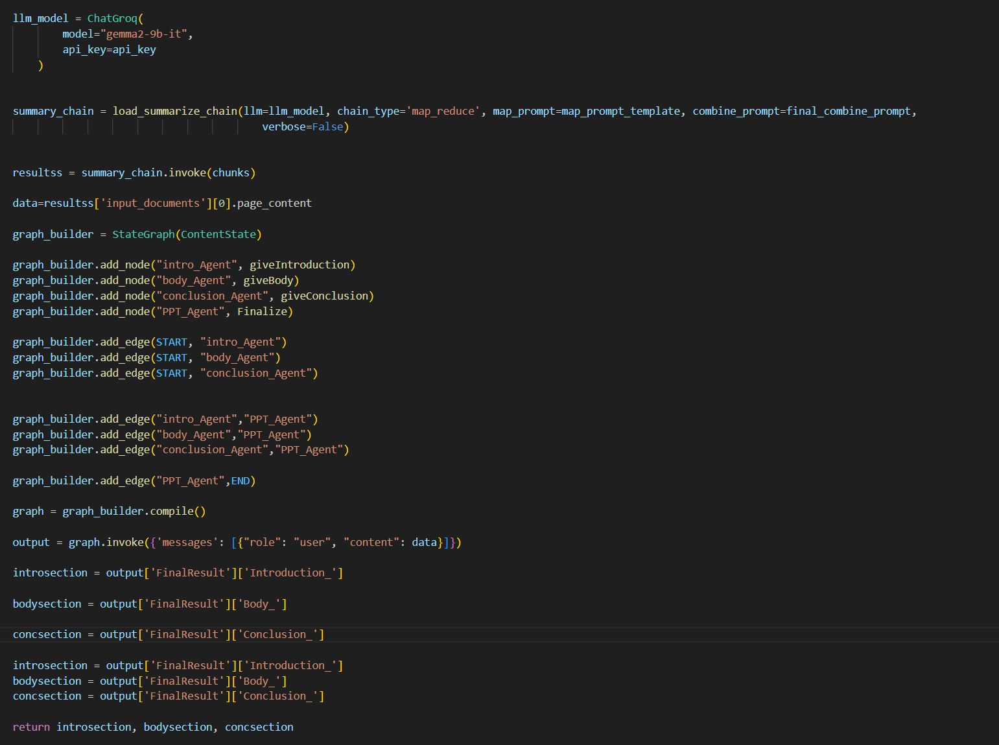 llm_model = ChatGroq(
model="gemma2-9b-it",
api_key=api_key
)
summary_chain = load_summarize_chain(llm=llm_model, chain_type='map_reduce', map_prompt=map_prompt_template, combine_prompt=final_combine_prompt,
verbose=False)
resultss = summary_chain.invoke(chunks)
data=resultss['input_documents'][0].page_content
graph_builder = StateGraph(ContentState)
graph_builder.add_node("intro_Agent", giveIntroduction)
graph_builder.add_node("body_Agent", giveBody)
graph_builder.add_node("conclusion_Agent", giveConclusion)
graph_builder.add_node("PPT_Agent", Finalize)
graph_builder.add_edge(START, "intro_Agent")
graph_builder.add_edge(START, "body_Agent")
graph_builder.add_edge(START, "conclusion_Agent")
graph_builder.add_edge("intro_Agent","PPT_Agent")
graph_builder.add_edge("body_Agent","PPT_Agent")
graph_builder.add_edge("conclusion_Agent","PPT_Agent")
graph_builder.add_edge("PPT_Agent",END)
graph = graph_builder.compile()
output = graph.invoke({'messages': [{"role": "user", "content": data}]})
introsection = output['FinalResult']['Introduction_']
bodysection = output['FinalResult']['Body_']
concsection = output['FinalResult']['Conclusion_']
introsection = output['FinalResult']['Introduction_']
bodysection = output['FinalResult']['Body_']
concsection = output['FinalResult']['Conclusion_']
return introsection, bodysection, concsection